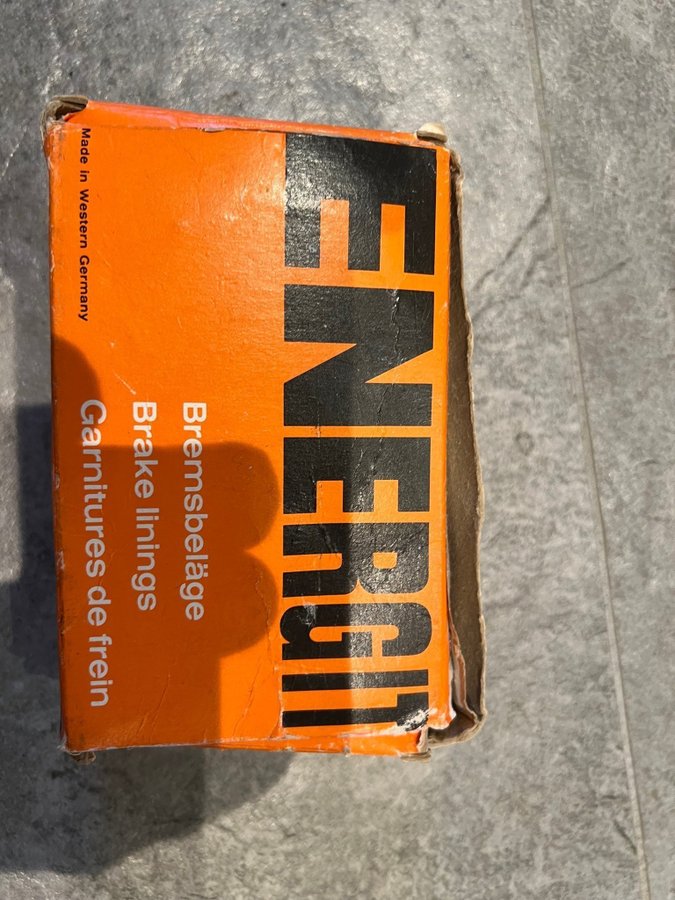 ENERGIT
Bremsbeläge
Brake linings
Garnitures de frein
Made in Western Germany